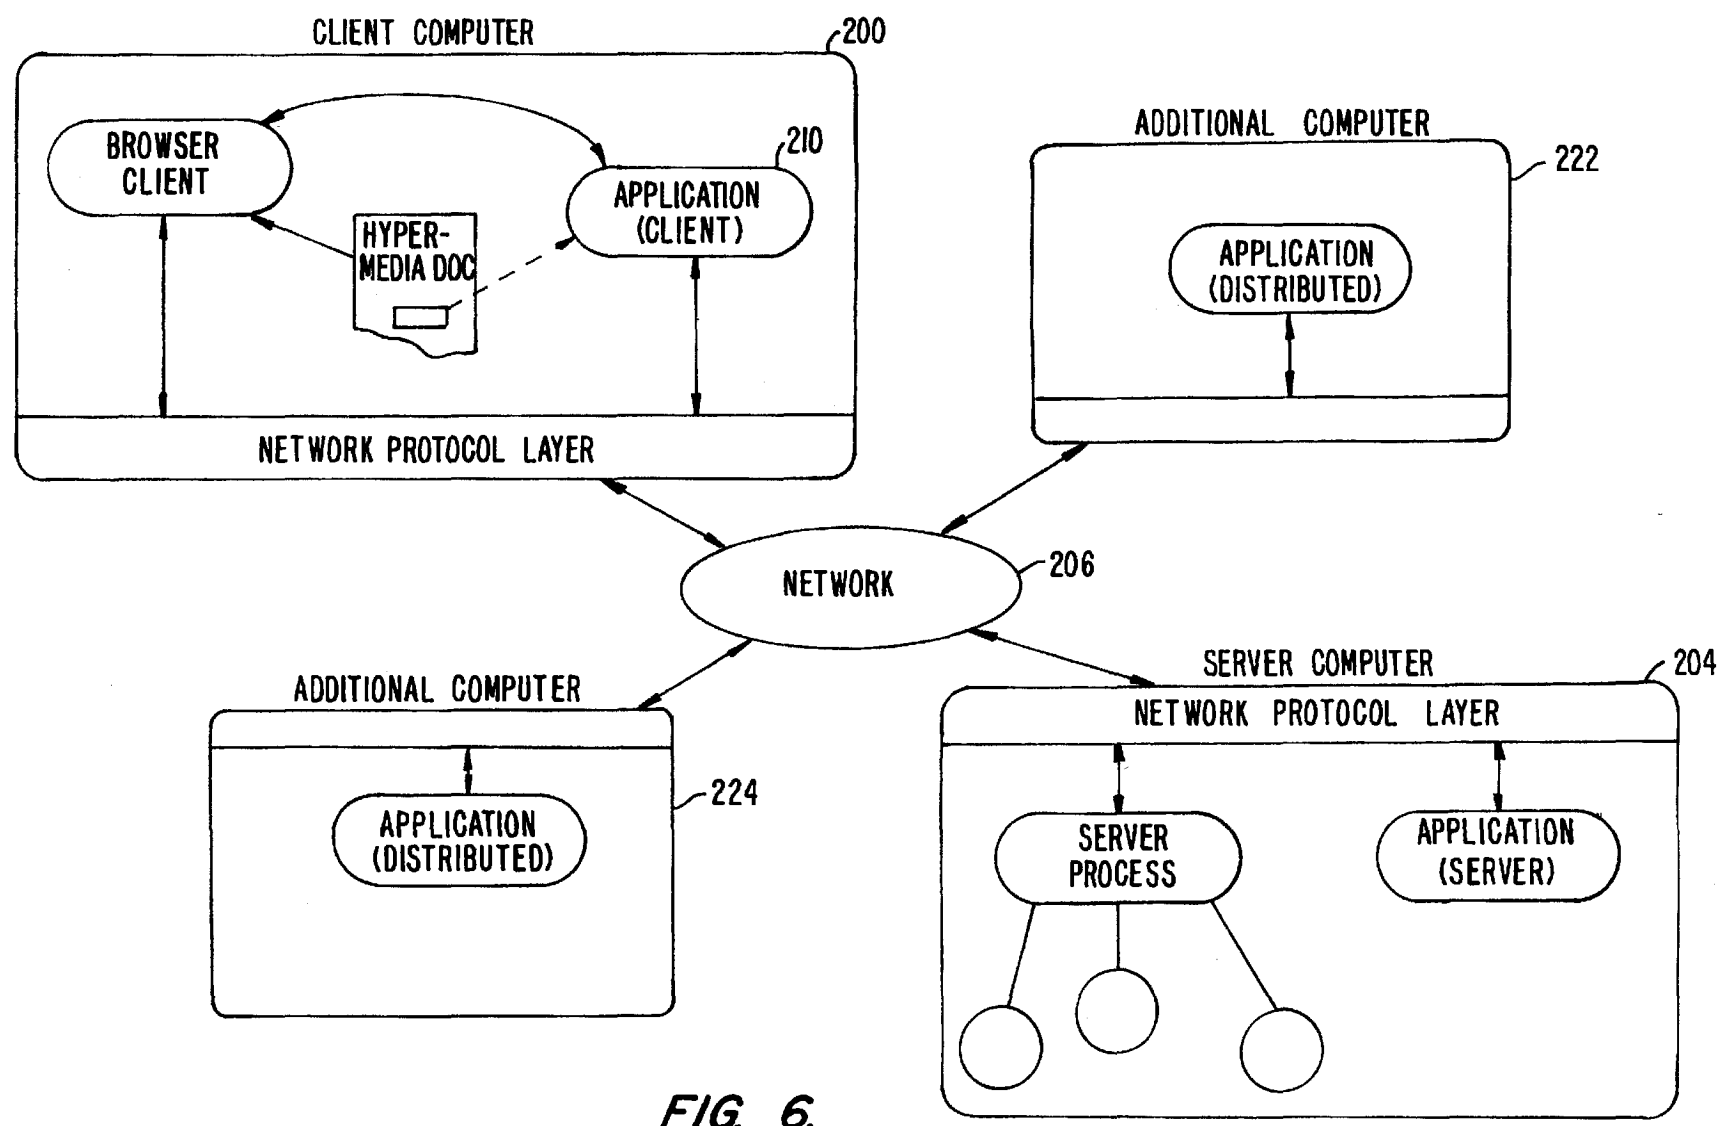 CLIENT COMPUTER
200
BROWSER
CLIENT
210
APPLICATION
(CLIENT)
HYPER-
MEDIA DOC
NETWORK PROTOCOL LAYER
ADDITIONAL COMPUTER
222
APPLICATION
(DISTRIBUTED)
NETWORK
206
ADDITIONAL COMPUTER
224
APPLICATION
(DISTRIBUTED)
SERVER COMPUTER
204
NETWORK PROTOCOL LAYER
SERVER
PROCESS
APPLICATION
(SERVER)
FIG. 6.